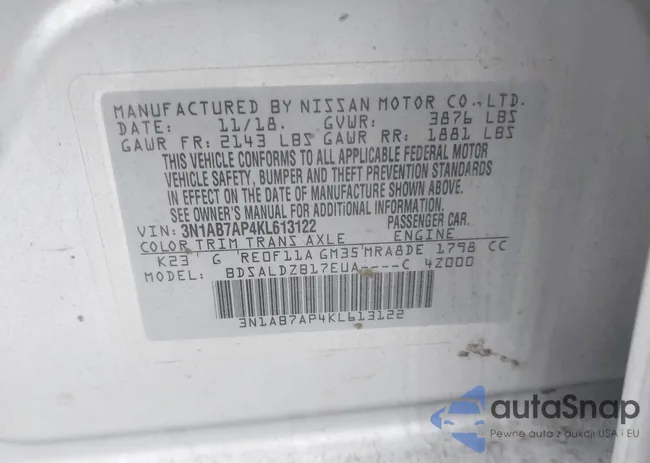 MANUFACTURED BY NISSAN MOTOR CO., LTD.
DATE: 11/18. GVWR: 3876 LBS
GAWR FR: 2143 LBS GAWR RR: 1881 LBS
THIS VEHICLE CONFORMS TO ALL APPLICABLE FEDERAL MOTOR
VEHICLE SAFETY, BUMPER AND THEFT PREVENTION STANDARDS
IN EFFECT ON THE DATE OF MANUFACTURE SHOWN ABOVE.
SEE OWNER'S MANUAL FOR ADDITIONAL INFORMATION.
VIN: 3N1AB7AP4KL613122 PASSENGER CAR.
COLOR TRIM TRANS AXLE ENGINE
K23 G RE0F11A GM35 MRA8DE 1798 CC
MODEL: BDSALDZB17EUA----C 4Z000
3N1AB7AP4KL613122
autoSnap
Pewne auta z aukcji USA i EU